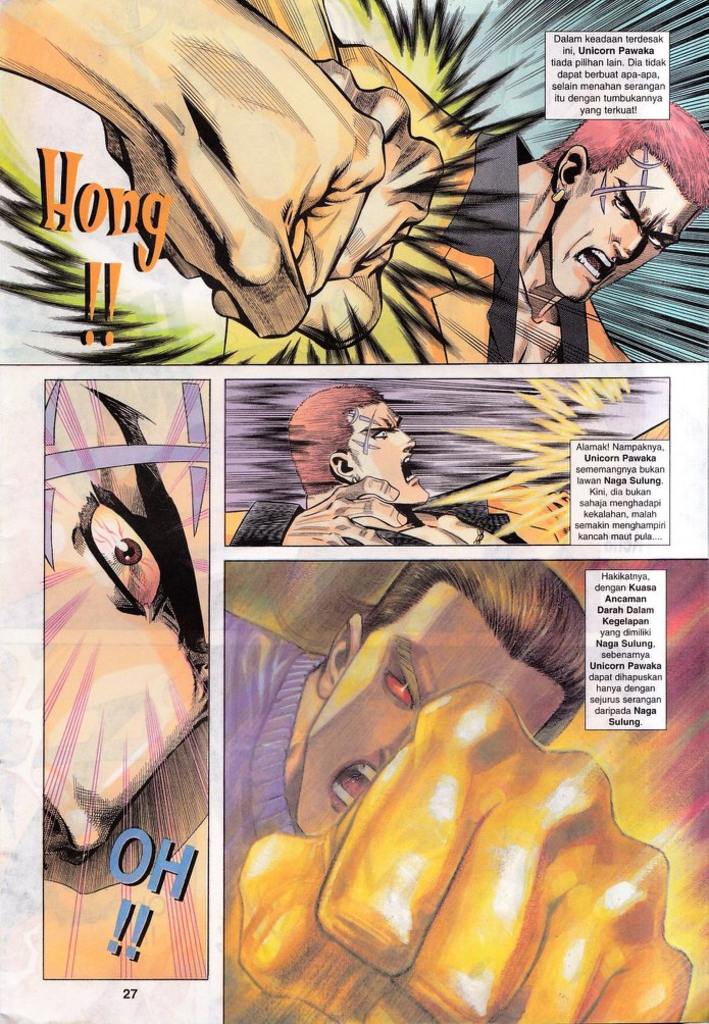 Dalam keadaan terdesak
ini, Unicorn Pawaka
tiada pilihan lain. Dia tidak
dapat berbuat apa-apa,
selain menahan serangan
itu dengan tumbukannya
yang terkuat!
Hong
!!
Alamak! Nampaknya,
Unicorn Pawaka
sememangnya bukan
lawan Naga Sulung.
Kini, dia bukan
sahaja menghadapi
kekalahan, malah
semakin menghampiri
kancah maut pula....
OH
!!
Hakikatnya,
dengan Kuasa
Ancaman
Darah Dalam
Kegelapan
yang dimiliki
Naga Sulung,
sebenarnya
Unicorn Pawaka
dapat dihapuskan
hanya dengan
sejurus serangan
daripada Naga
Sulung.
27